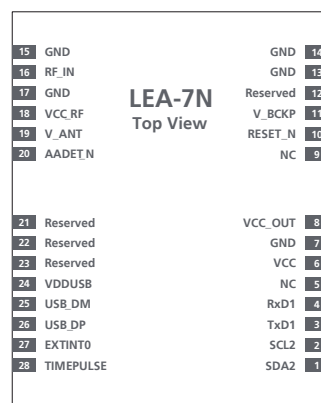 15 GND GND 14
16 RF_IN GND 13
17 GND Reserved 12
LEA-7N
18 VCC_RF V_BCKP 11
Top View
19 V_ANT RESET_N 10
20 AADET_N NC 9
21 Reserved VCC_OUT 8
22 Reserved GND 7
23 Reserved VCC 6
24 VDDUSB NC 5
25 USB_DM RxD1 4
26 USB_DP TxD1 3
27 EXTINT0 SCL2 2
28 TIMEPULSE SDA2 1